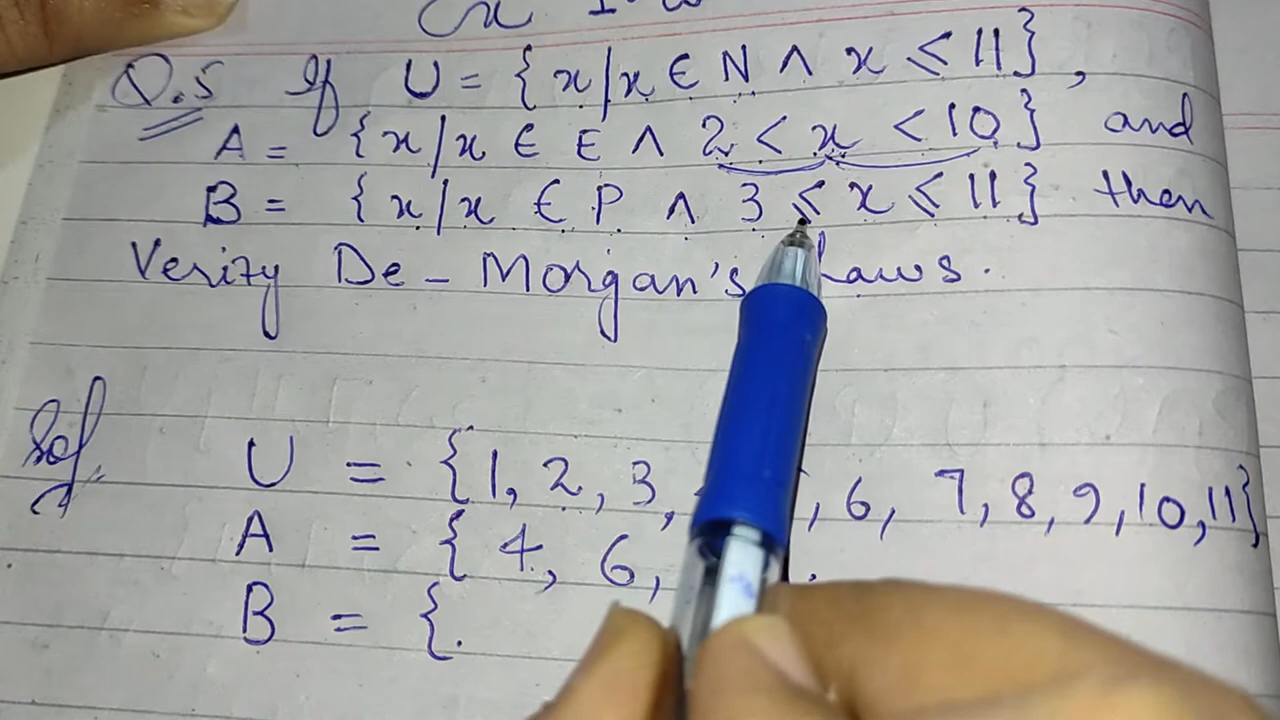 Q.5 If U = {x/x ∈ N ∧ x ≤ 11},
A = {x/x ∈ E ∧ 2 < x < 10} and
B = {x/x ∈ P ∧ 3 ≤ x ≤ 11} then
Verify De-Morgan's Laws.
Sol
U = {1, 2, 3, , 6, 7, 8, 9, 10, 11}
A = {4, 6,
B = {